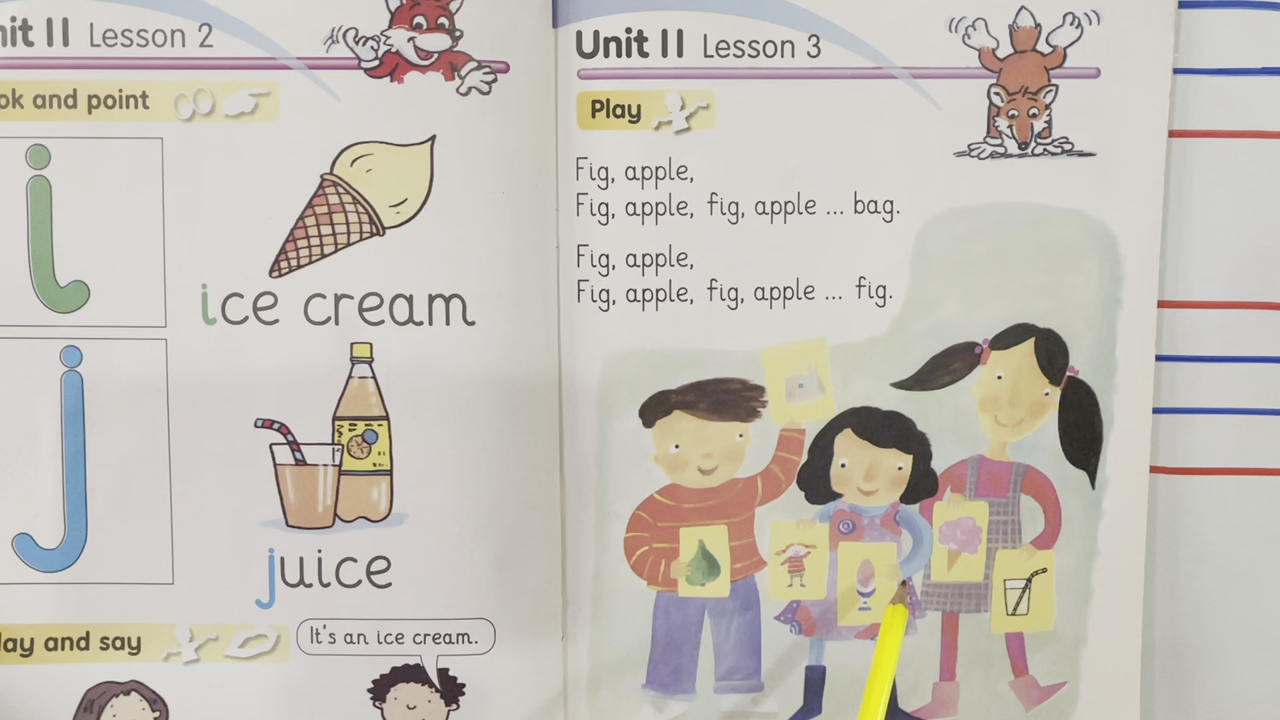 nit 11 Lesson 2
ok and point
i
ice cream
j
juice
lay and say
It's an ice cream.
Unit 11 Lesson 3
Play
Fig, apple,
Fig, apple, fig, apple ... bag.
Fig, apple,
Fig, apple, fig, apple ... fig.